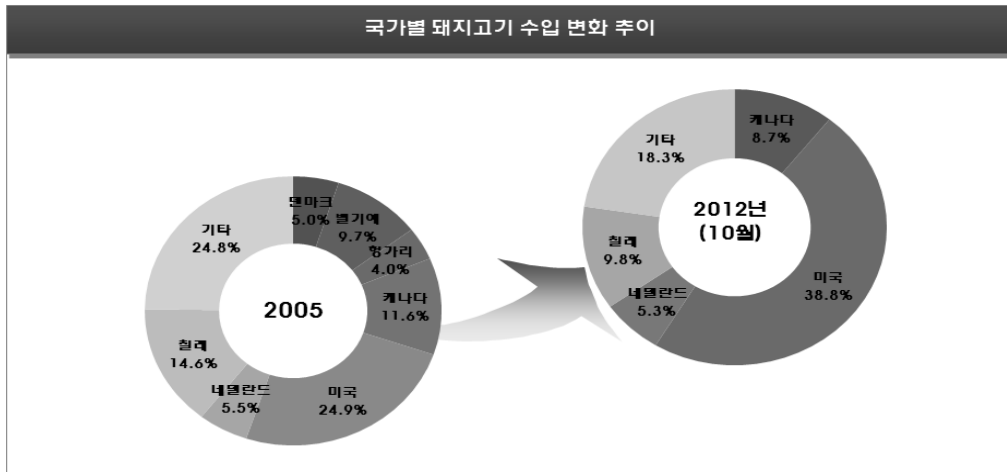 국가별 돼지고기 수입 변화 추이
덴마크
5.0%
벨기에
9.7%
헝가리
4.0%
캐나다
11.6%
미국
24.9%
네델란드
5.5%
칠레
14.6%
기타
24.8%
2005
캐나다
8.7%
미국
38.8%
네델란드
5.3%
칠레
9.8%
기타
18.3%
2012년
(10월)